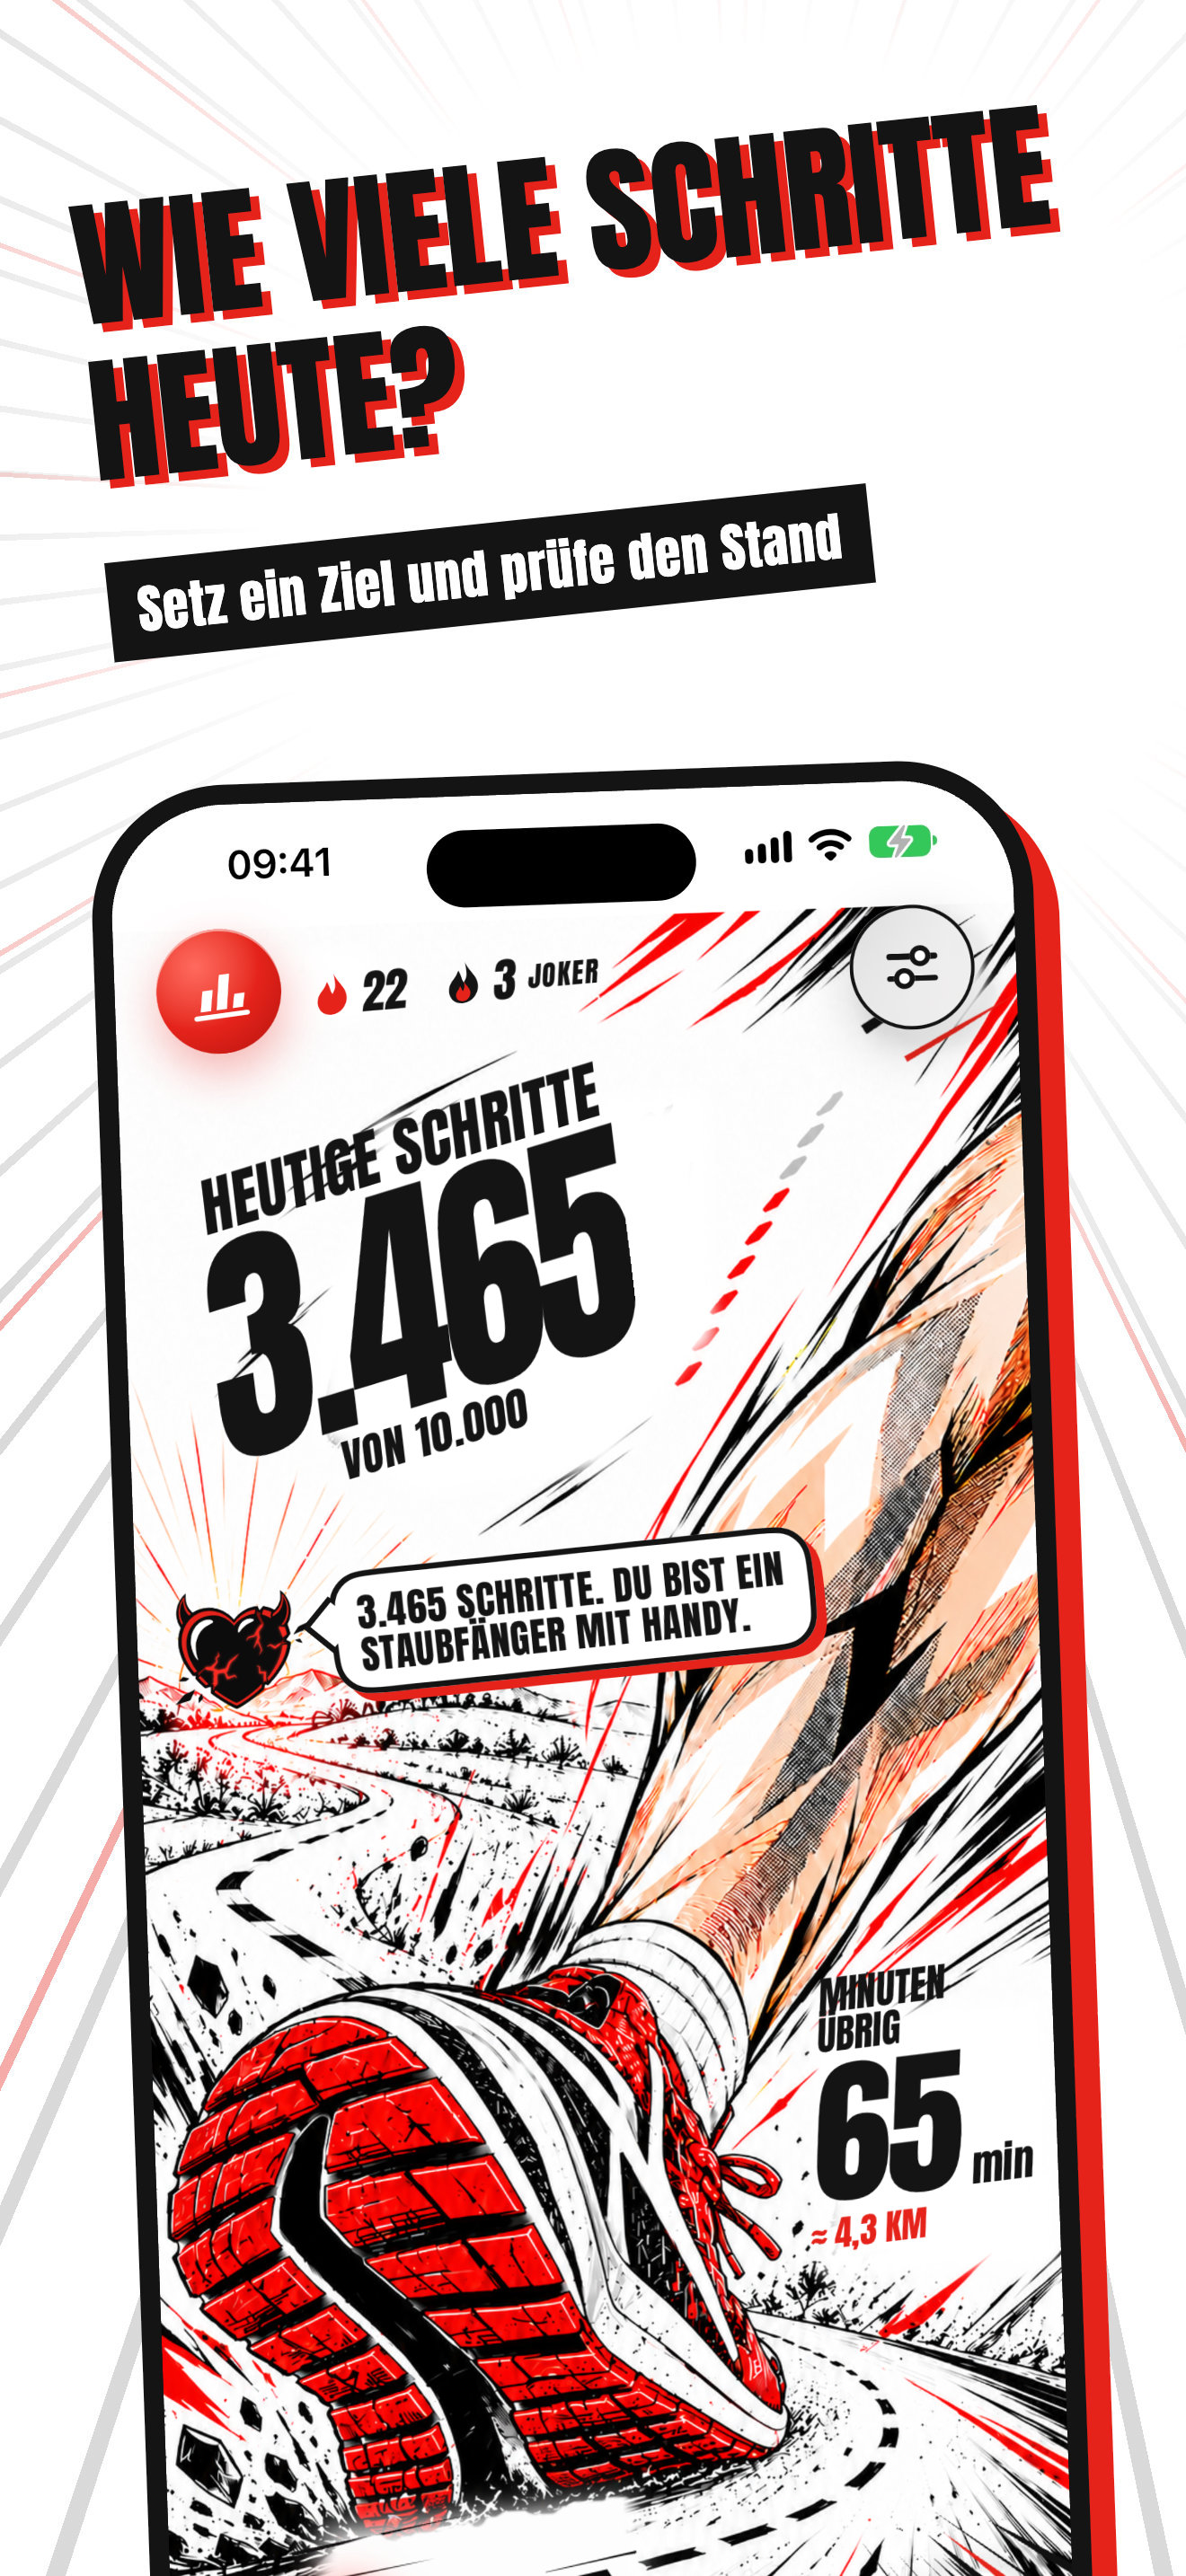 WIE VIELE SCHRITTE
HEUTE?
Setz ein Ziel und prüfe den Stand
09:41
22
3 JOKER
HEUTIGE SCHRITTE
3.465
VON 10.000
3.465 SCHRITTE. DU BIST EIN
STAUBFÄNGER MIT HANDY.
MINUTEN
ÜBRIG
65 min
≈ 4,3 KM